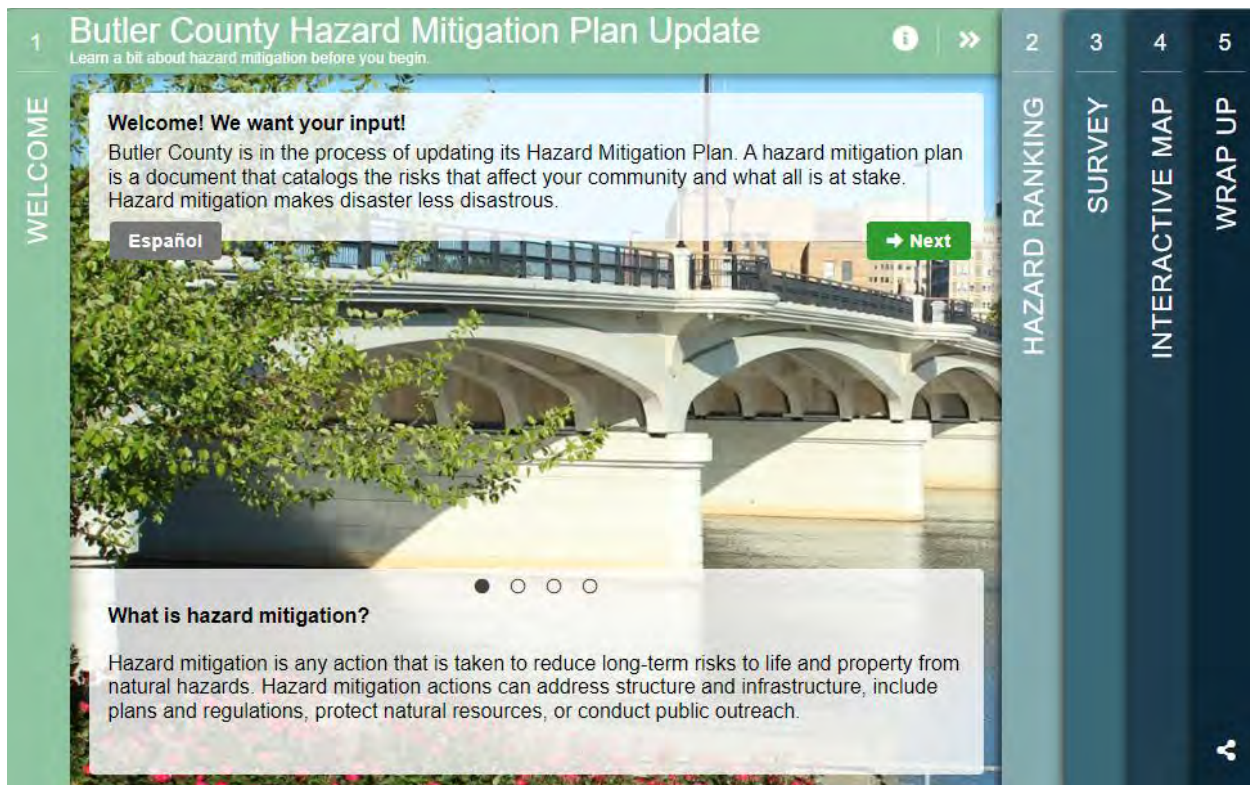 1
Butler County Hazard Mitigation Plan Update
Learn a bit about hazard mitigation before you begin.
WELCOME
Welcome! We want your input!
Butler County is in the process of updating its Hazard Mitigation Plan. A hazard mitigation plan
is a document that catalogs the risks that affect your community and what all is at stake.
Hazard mitigation makes disaster less disastrous.
Español
Next
What is hazard mitigation?
Hazard mitigation is any action that is taken to reduce long-term risks to life and property from
natural hazards. Hazard mitigation actions can address structure and infrastructure, include
plans and regulations, protect natural resources, or conduct public outreach.
2
HAZARD RANKING
3
SURVEY
4
INTERACTIVE MAP
5
WRAP UP